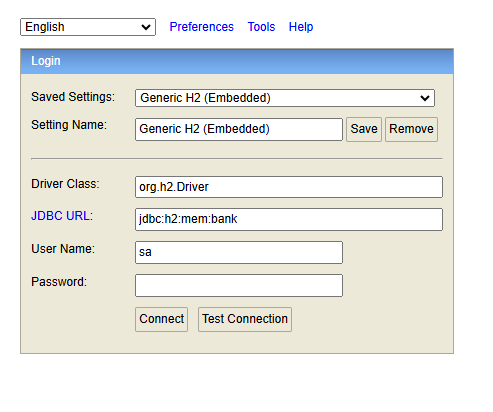 English Preferences Tools Help
Login
Saved Settings: Generic H2 (Embedded)
Setting Name: Generic H2 (Embedded) Save Remove
Driver Class: org.h2.Driver
JDBC URL: jdbc:h2:mem:bank
User Name: sa
Password:
Connect Test Connection